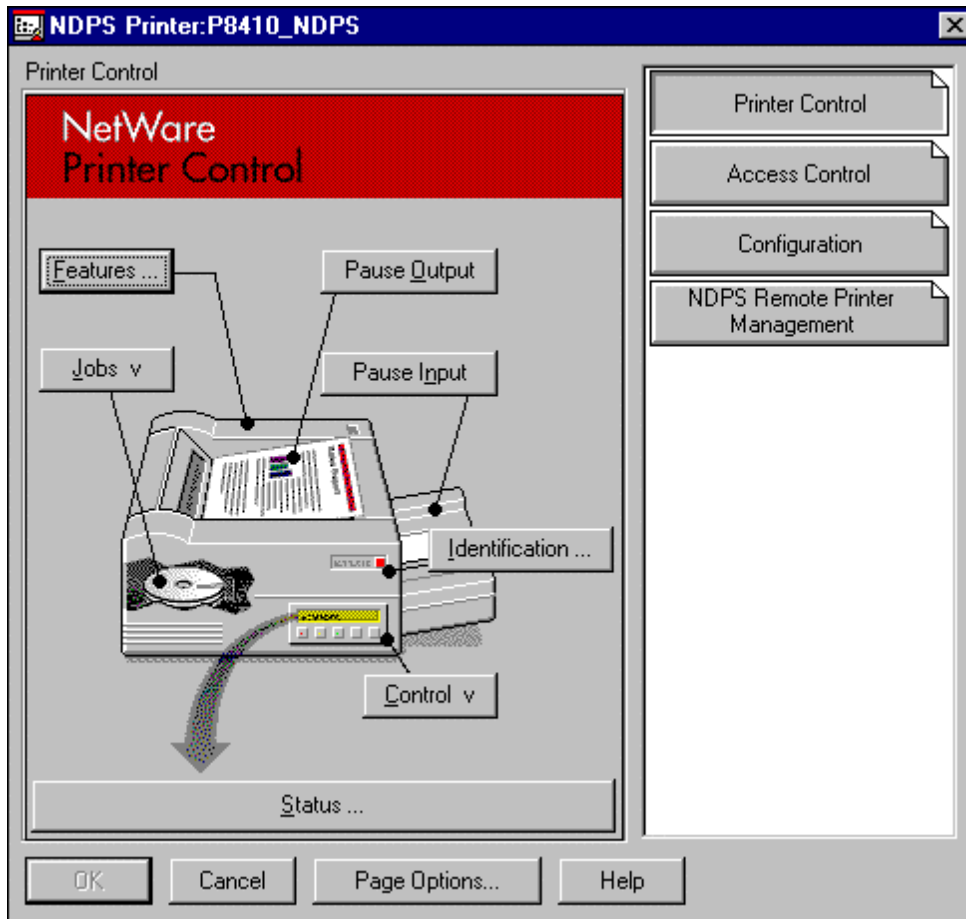 NDPS Printer:P8410_NDPS
Printer Control
NetWare
Printer Control
Features ...
Pause Output
Jobs v
Pause Input
Identification ...
Control v
Status ...
Printer Control
Access Control
Configuration
NDPS Remote Printer
Management
OK
Cancel
Page Options...
Help